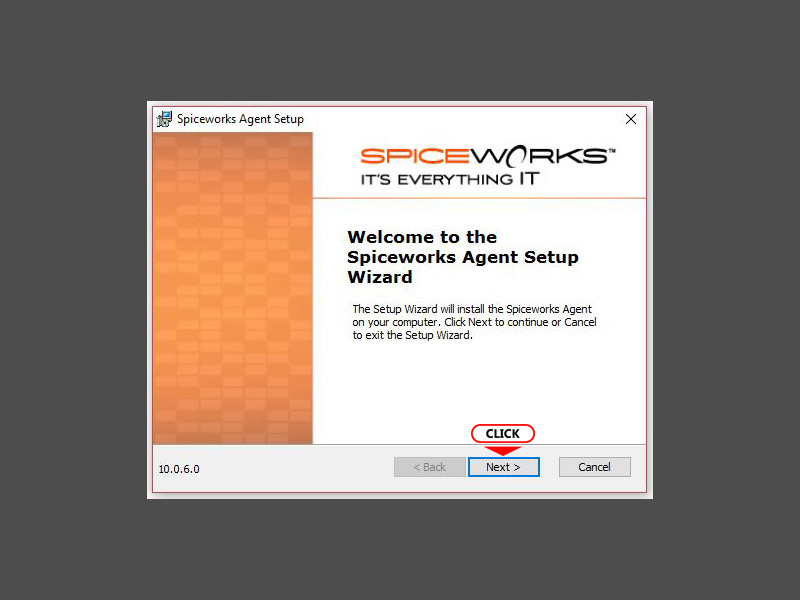 Spiceworks Agent Setup
SPICEWORKS™
IT'S EVERYTHING IT
Welcome to the
Spiceworks Agent Setup
Wizard
The Setup Wizard will install the Spiceworks Agent
on your computer. Click Next to continue or Cancel
to exit the Setup Wizard.
CLICK
10.0.6.0
< Back
Next >
Cancel